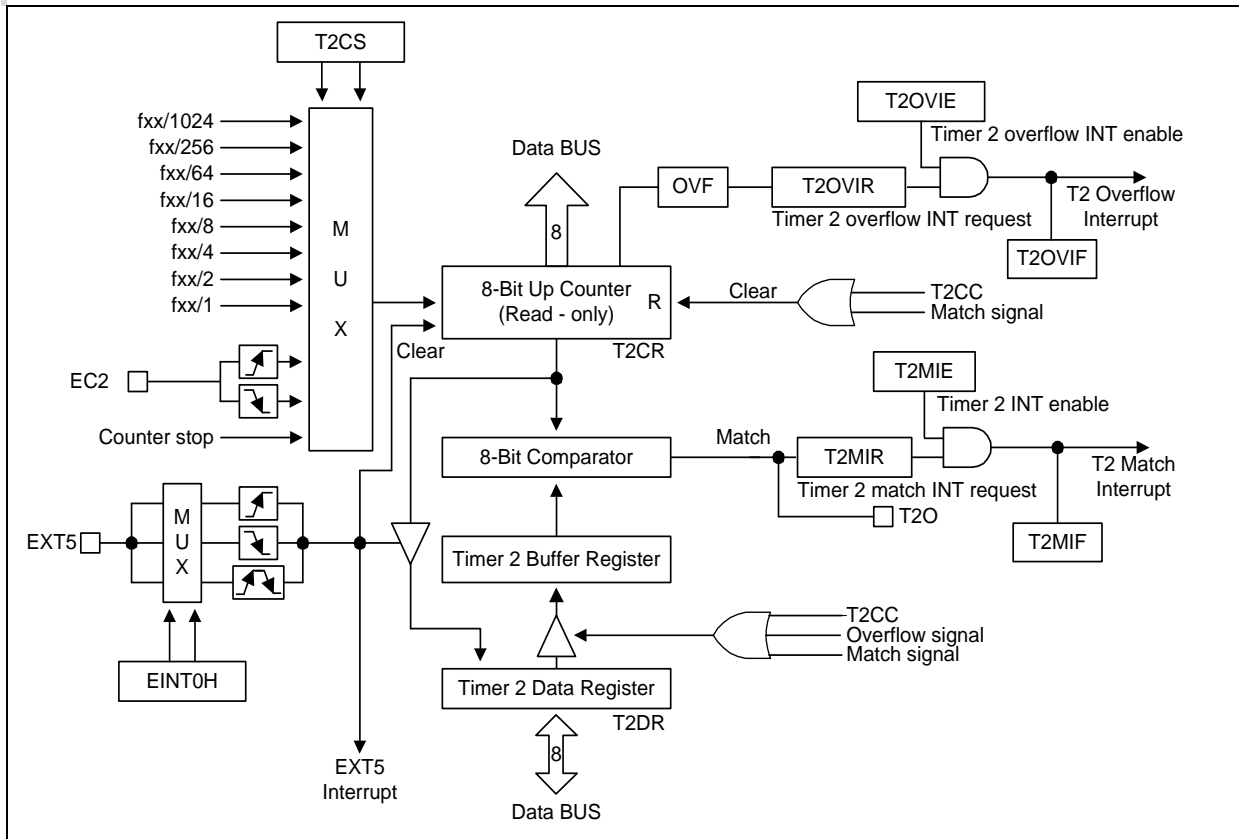 T2CS
fxx/1024
fxx/256
fxx/64
fxx/16
fxx/8
fxx/4
fxx/2
fxx/1
M
U
X
EC2
Counter stop
Data BUS
8
8-Bit Up Counter
(Read - only)
R
T2CR
Clear
Clear
T2CC
Match signal
OVF
T2OVIR
Timer 2 overflow INT request
T2OVIE
Timer 2 overflow INT enable
T2 Overflow
Interrupt
T2OVIF
8-Bit Comparator
Match
T2MIR
Timer 2 match INT request
T2O
T2MIE
Timer 2 INT enable
T2 Match
Interrupt
T2MIF
EXT5
M
U
X
EINT0H
EXT5
Interrupt
Timer 2 Buffer Register
T2CC
Overflow signal
Match signal
Timer 2 Data Register
T2DR
8
Data BUS